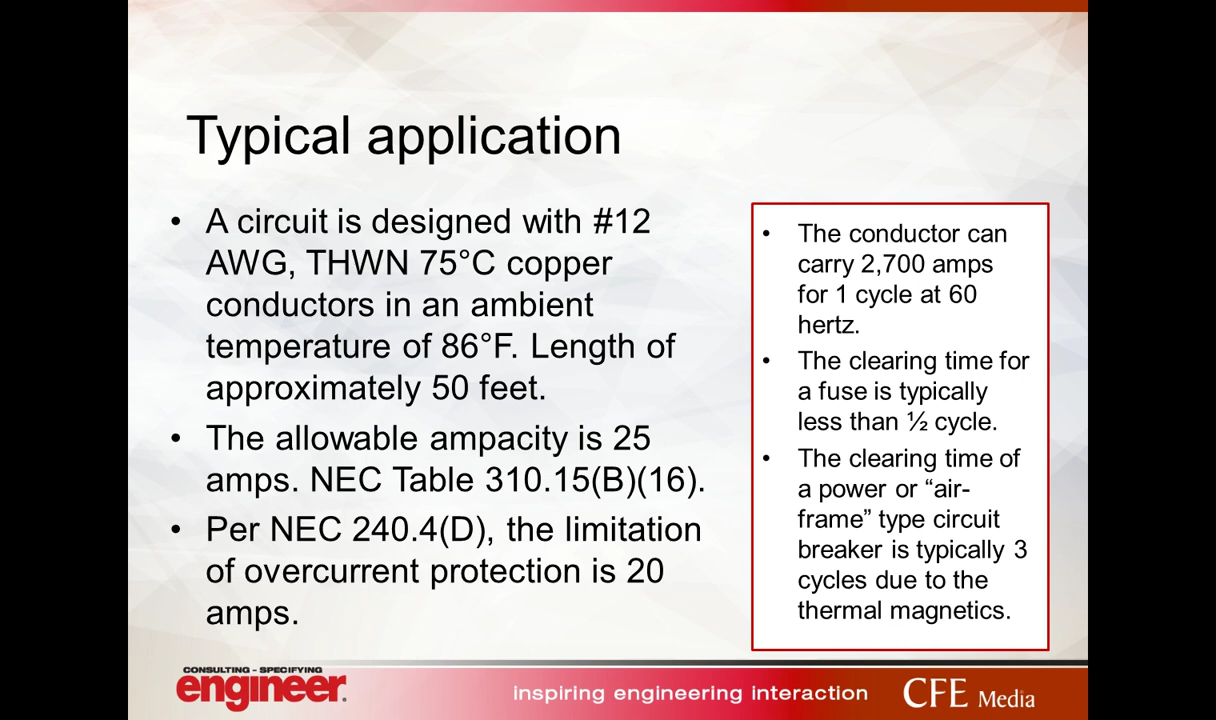 Typical application
• A circuit is designed with #12
AWG, THWN 75°C copper
conductors in an ambient
temperature of 86°F. Length of
approximately 50 feet.
• The allowable ampacity is 25
amps. NEC Table 310.15(B)(16).
• Per NEC 240.4(D), the limitation
of overcurrent protection is 20
amps.
• The conductor can
carry 2,700 amps
for 1 cycle at 60
hertz.
• The clearing time for
a fuse is typically
less than ½ cycle.
• The clearing time of
a power or “air-
frame” type circuit
breaker is typically 3
cycles due to the
thermal magnetics.
CONSULTING - SPECIFYING
engineer.
inspiring engineering interaction
CFE Media